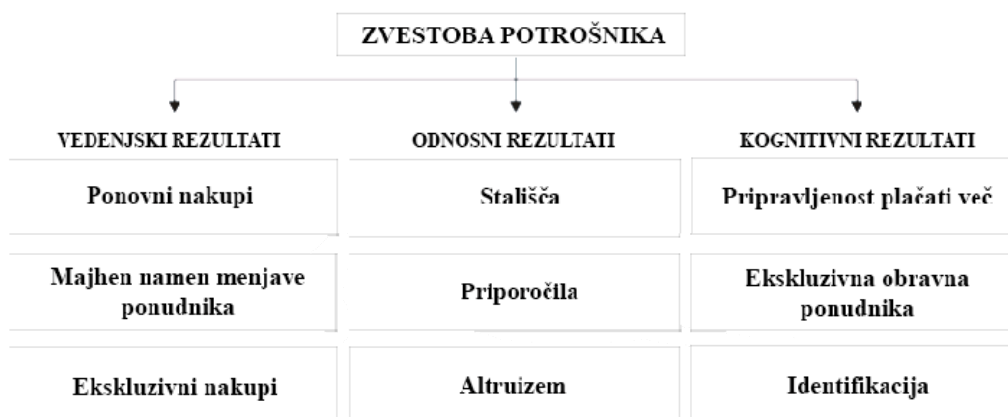 ZVESTOBA POTROŠNIKA
VEDENJSKI REZULTATI
ODNOSNI REZULTATI
KOGNITIVNI REZULTATI
Ponovni nakupi
Stališča
Pripravljenost plačati več
Majhen namen menjave
ponudnika
Priporočila
Ekskluzivna obravna
ponudnika
Ekskluzivni nakupi
Altruizem
Identifikacija